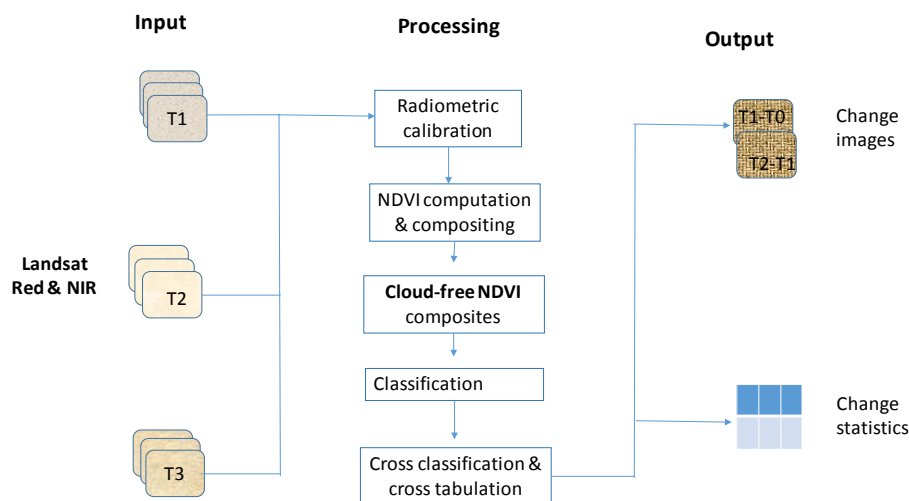 Input
Processing
Output
T1
Landsat
Red & NIR
T2
T3
Radiometric
calibration
NDVI computation
& compositing
Cloud-free NDVI
composites
Classification
Cross classification &
cross tabulation
T1-T0
T2-T1
Change
images
Change
statistics